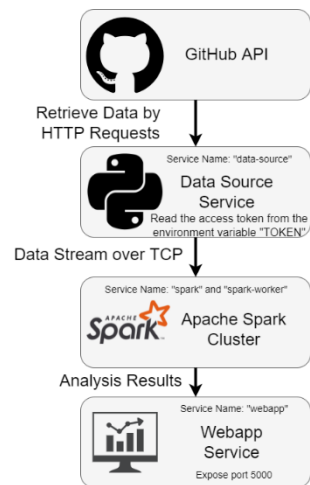 GitHub API
Retrieve Data by
HTTP Requests
Service Name: "data-source"
Data Source
Service
Read the access token from the
environment variable "TOKEN"
Data Stream over TCP
Service Name: "spark" and "spark-worker"
APACHE
Spark
Apache Spark
Cluster
Analysis Results
Service Name: "webapp"
Webapp
Service
Expose port 5000